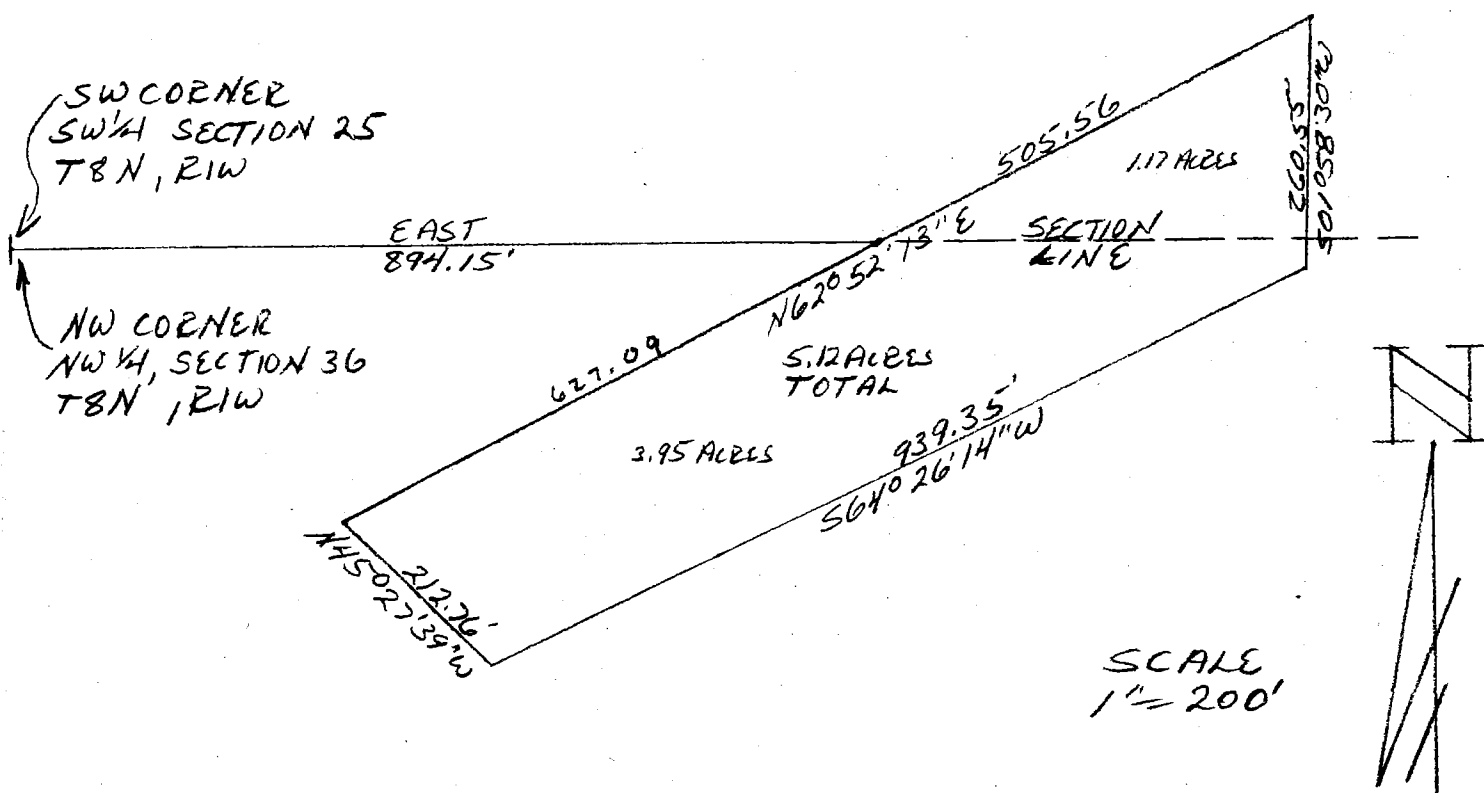 SW CORNER
SW 1/4 SECTION 25
T8N, R1W
EAST
894.15'
NW CORNER
NW 1/4, SECTION 36
T8N, R1W
505.56
1.17 ACRES
260.55
S01°58'30"W
N62°52'13"E
SECTION
LINE
627.09
5.12 ACRES
TOTAL
3.95 ACRES
939.35'
S64°26'14"W
212.76'
N45°27'39"W
N
SCALE
1"=200'